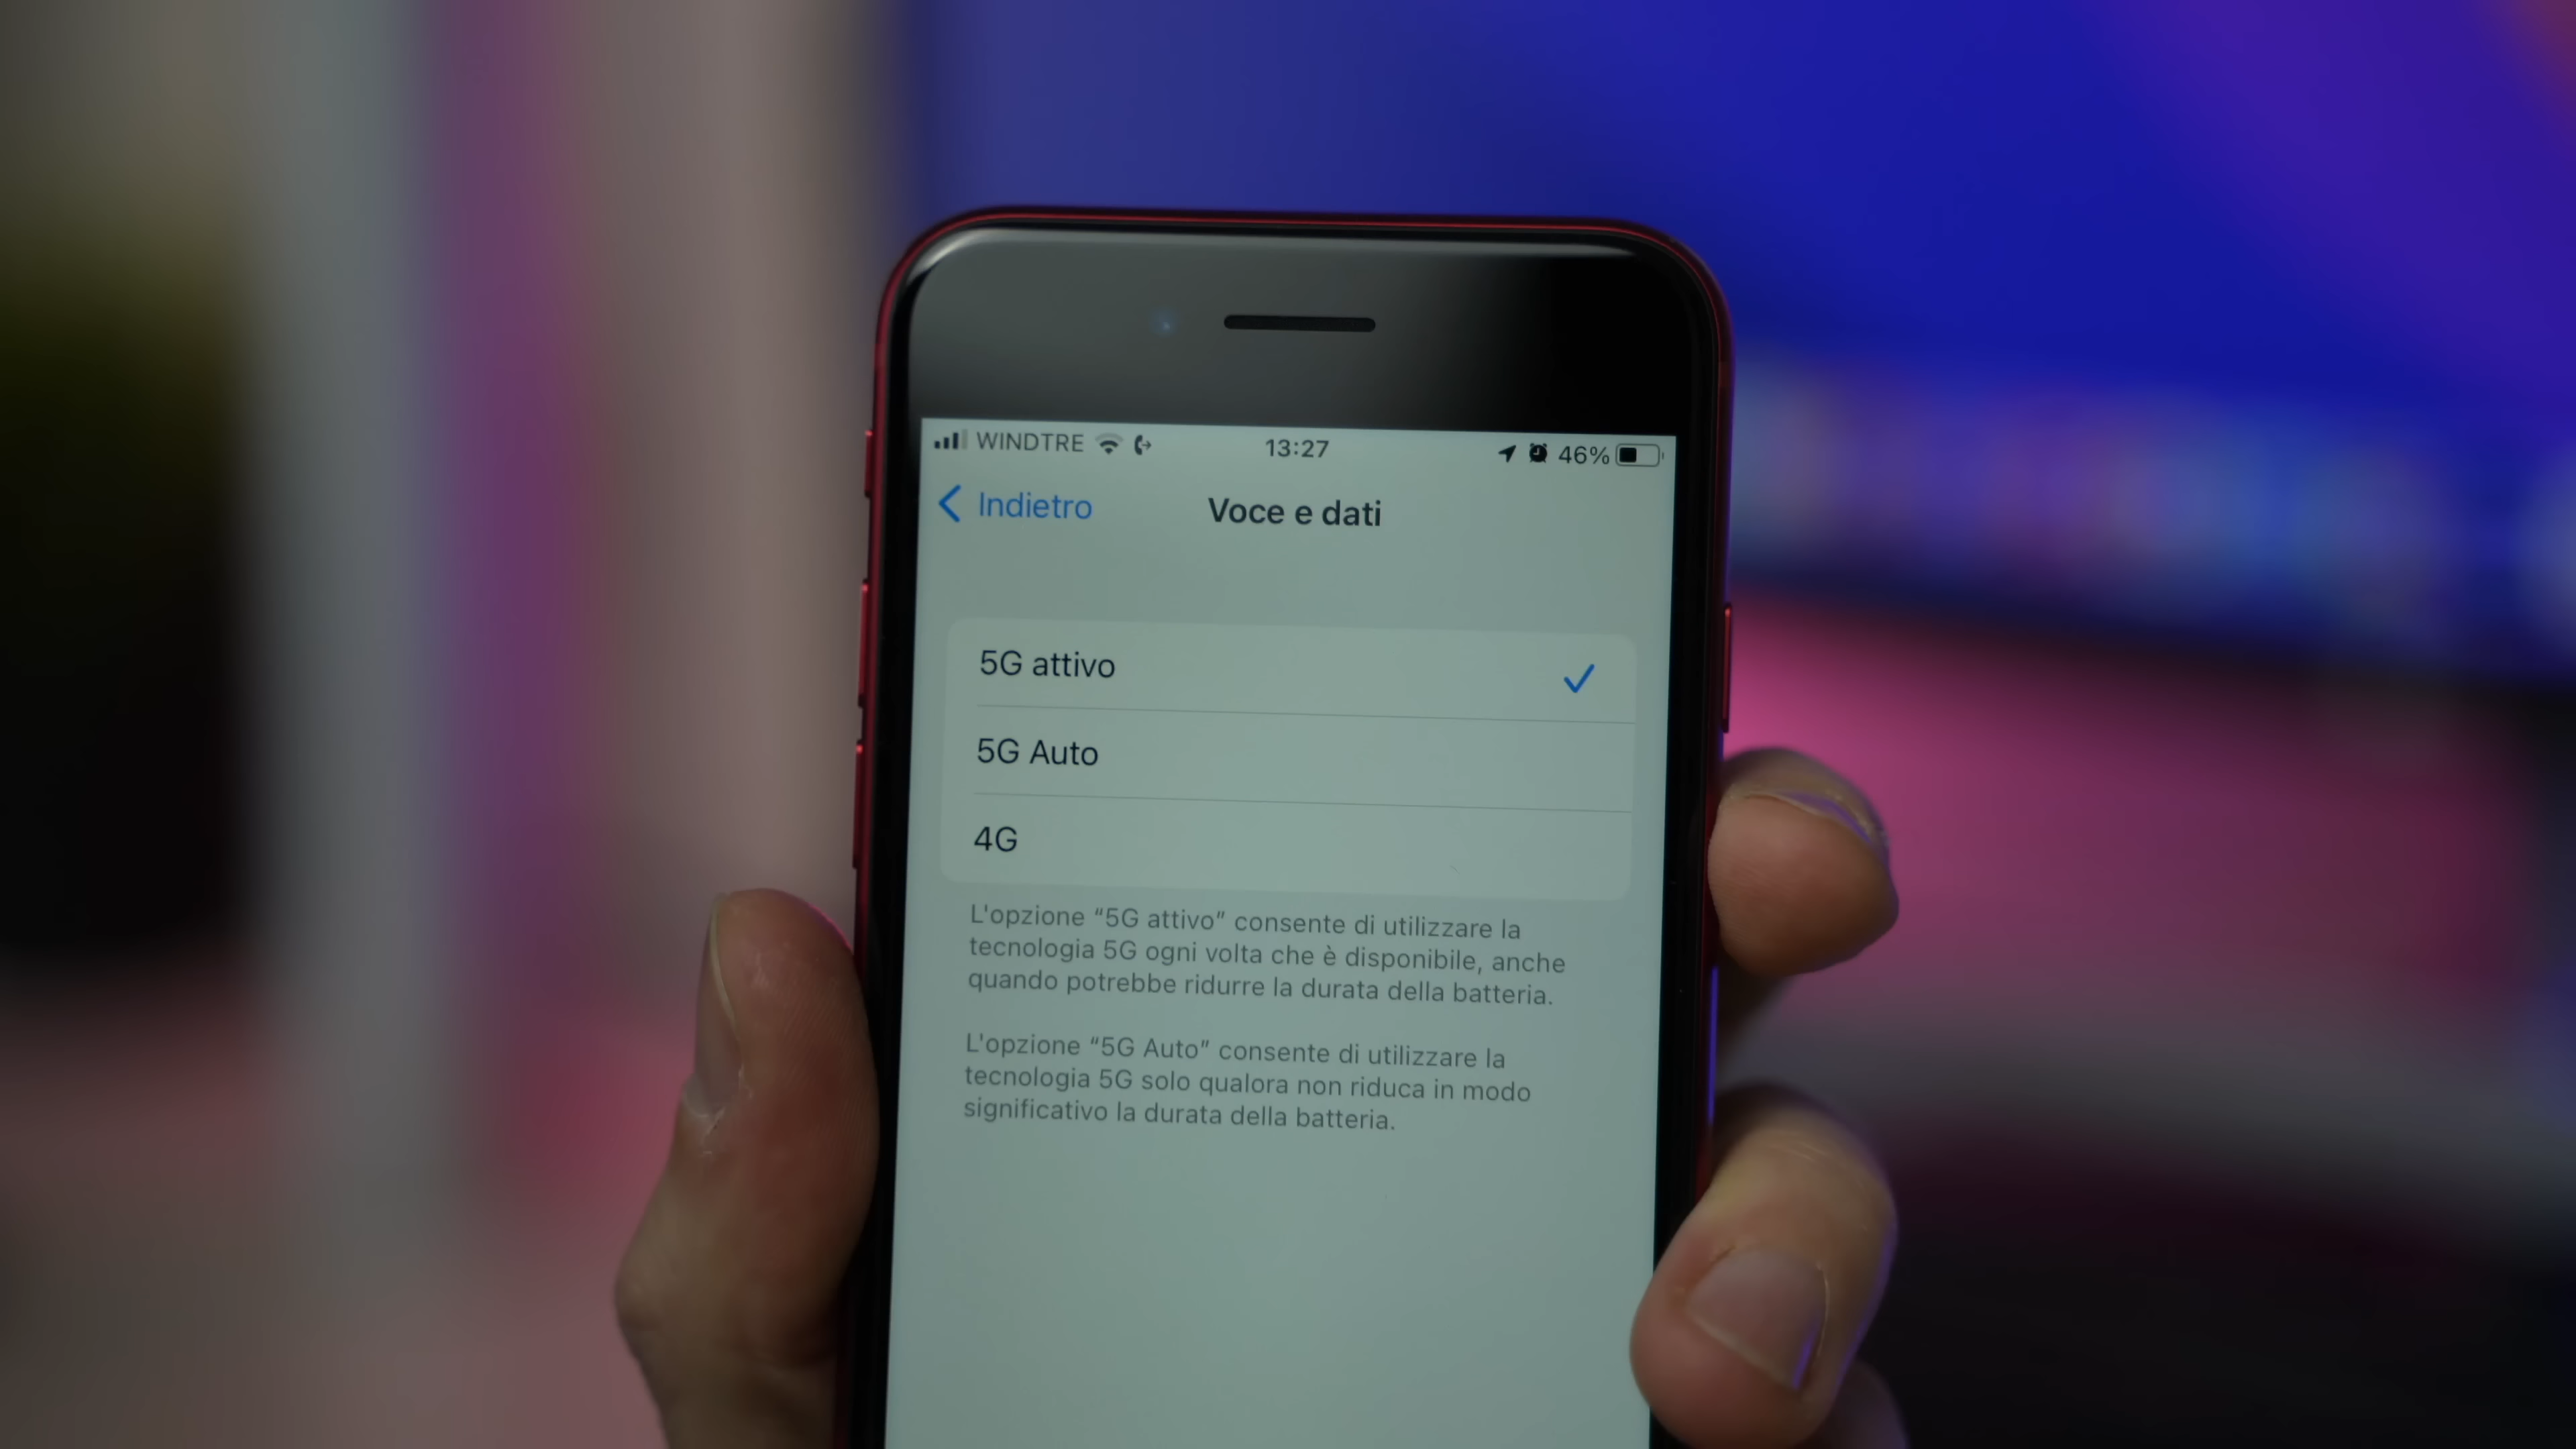 WINDTRE 13:27 46%
Indietro Voce e dati
5G attivo
5G Auto
4G
L'opzione “5G attivo” consente di utilizzare la
tecnologia 5G ogni volta che è disponibile, anche
quando potrebbe ridurre la durata della batteria.
L'opzione “5G Auto” consente di utilizzare la
tecnologia 5G solo qualora non riduca in modo
significativo la durata della batteria.